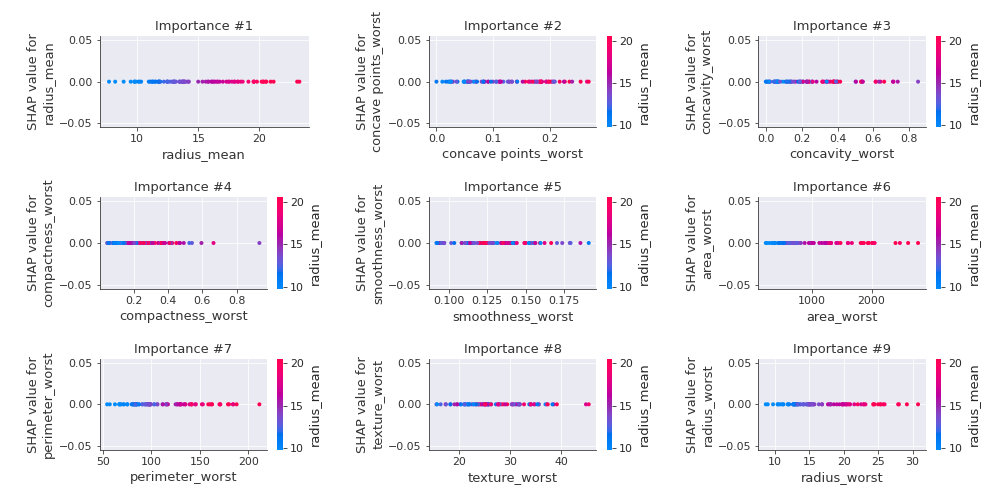 Importance #1
SHAP value for
radius_mean
0.05
0.00
−0.05
10
15
20
radius_mean
Importance #2
SHAP value for
concave points_worst
0.05
0.00
−0.05
0.0
0.1
0.2
concave points_worst
20
15
10
radius_mean
Importance #3
SHAP value for
concavity_worst
0.05
0.00
−0.05
0.0
0.2
0.4
0.6
0.8
concavity_worst
20
15
10
radius_mean
Importance #4
SHAP value for
compactness_worst
0.05
0.00
−0.05
0.2
0.4
0.6
0.8
compactness_worst
20
15
10
radius_mean
Importance #5
SHAP value for
smoothness_worst
0.05
0.00
−0.05
0.100
0.125
0.150
0.175
smoothness_worst
20
15
10
radius_mean
Importance #6
SHAP value for
area_worst
0.05
0.00
−0.05
1000
2000
area_worst
20
15
10
radius_mean
Importance #7
SHAP value for
perimeter_worst
0.05
0.00
−0.05
50
100
150
200
perimeter_worst
20
15
10
radius_mean
Importance #8
SHAP value for
texture_worst
0.05
0.00
−0.05
20
30
40
texture_worst
20
15
10
radius_mean
Importance #9
SHAP value for
radius_worst
0.05
0.00
−0.05
10
15
20
25
30
radius_worst
20
15
10
radius_mean